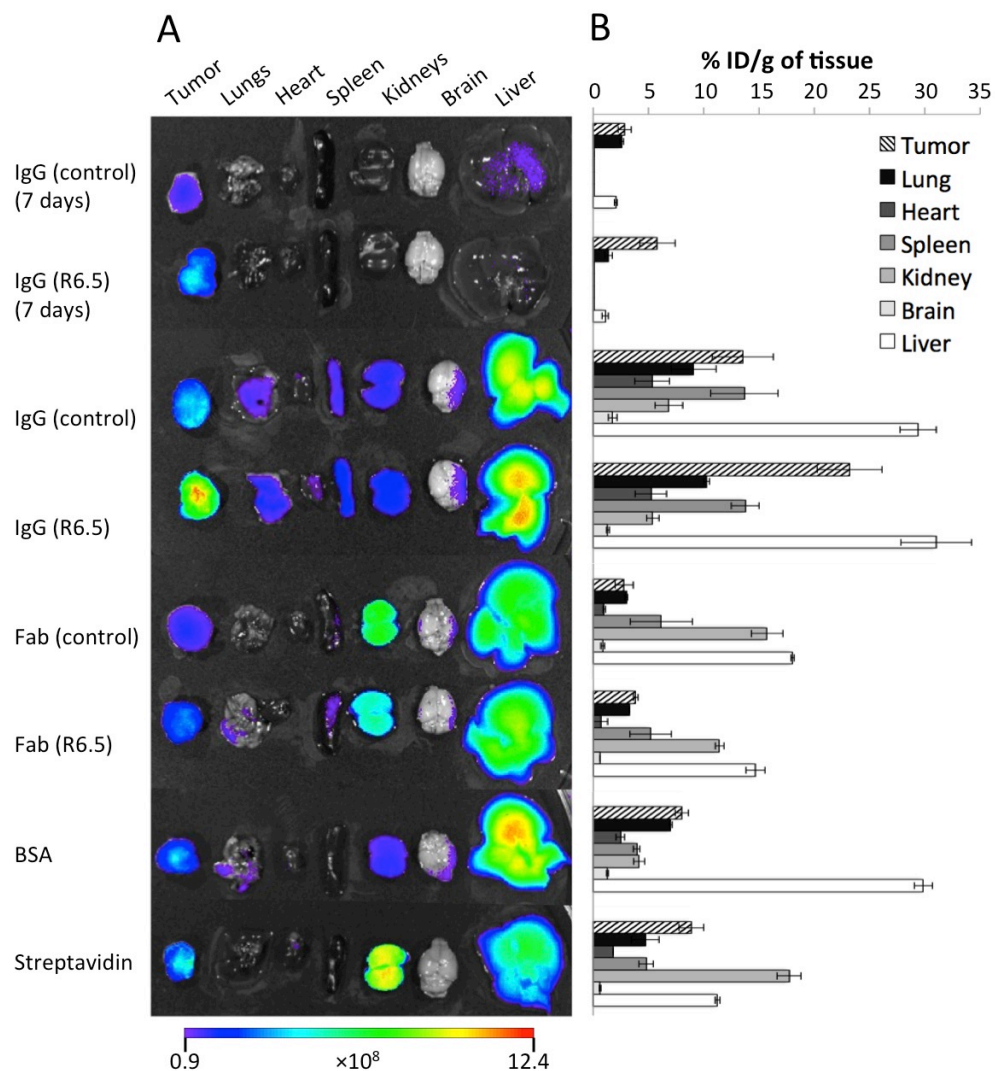 A
Tumor Lungs Heart Spleen Kidneys Brain Liver
IgG (control)
(7 days)
IgG (R6.5)
(7 days)
IgG (control)
IgG (R6.5)
Fab (control)
Fab (R6.5)
BSA
Streptavidin
0.9 ×10⁸ 12.4
B
% ID/g of tissue
0 5 10 15 20 25 30 35
Tumor
Lung
Heart
Spleen
Kidney
Brain
Liver